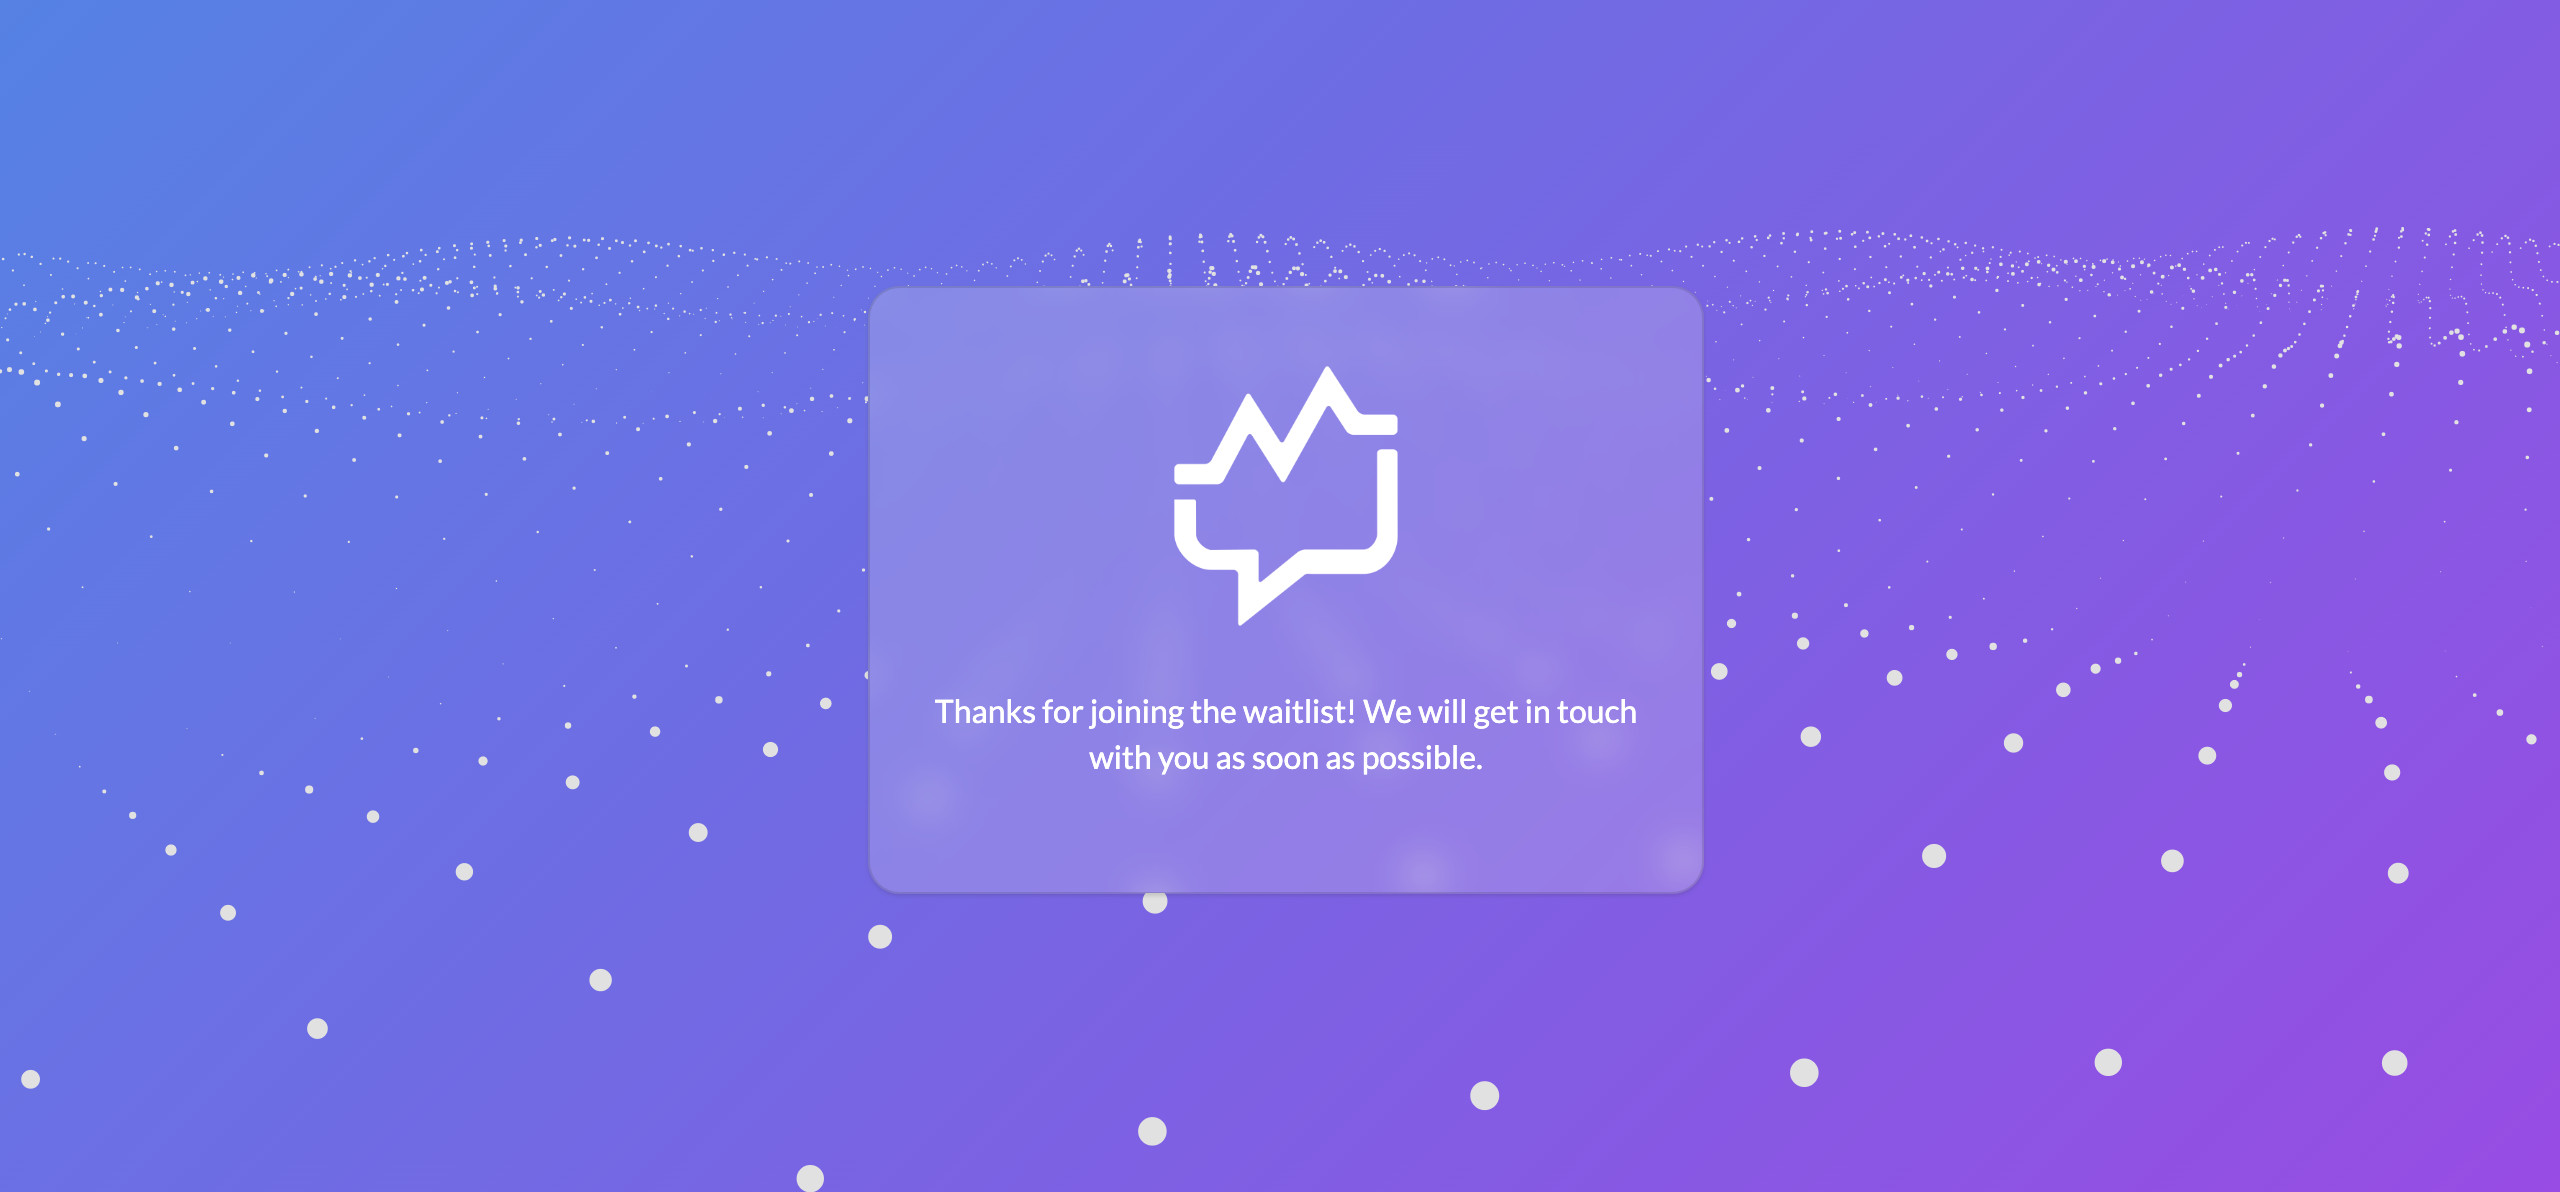 Thanks for joining the waitlist! We will get in touch
with you as soon as possible.